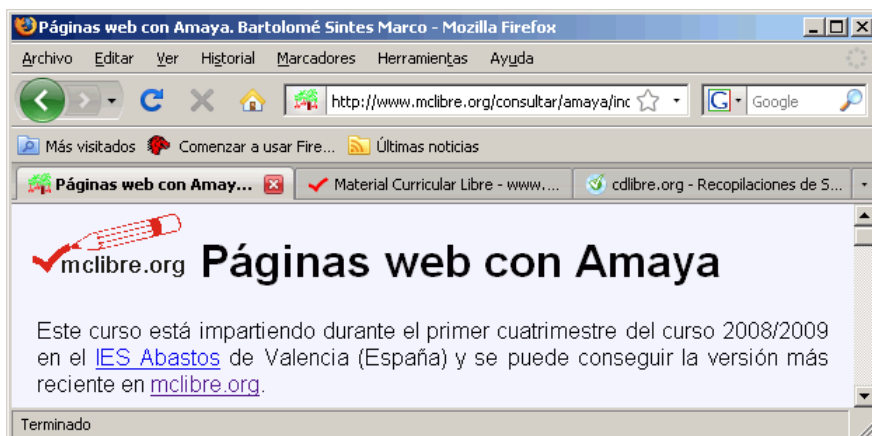 Páginas web con Amaya. Bartolomé Sintes Marco - Mozilla Firefox
Archivo Editar Ver Historial Marcadores Herramientas Ayuda
http://www.mclibre.org/consultar/amaya/inc G Google
Más visitados Comenzar a usar Fire... Últimas noticias
Páginas web con Amay... Material Curricular Libre - www.... cdlibre.org - Recopilaciones de S...
mclibre.org Páginas web con Amaya
Este curso está impartiendo durante el primer cuatrimestre del curso 2008/2009
en el IES Abastos de Valencia (España) y se puede conseguir la versión más
reciente en mclibre.org.
Terminado